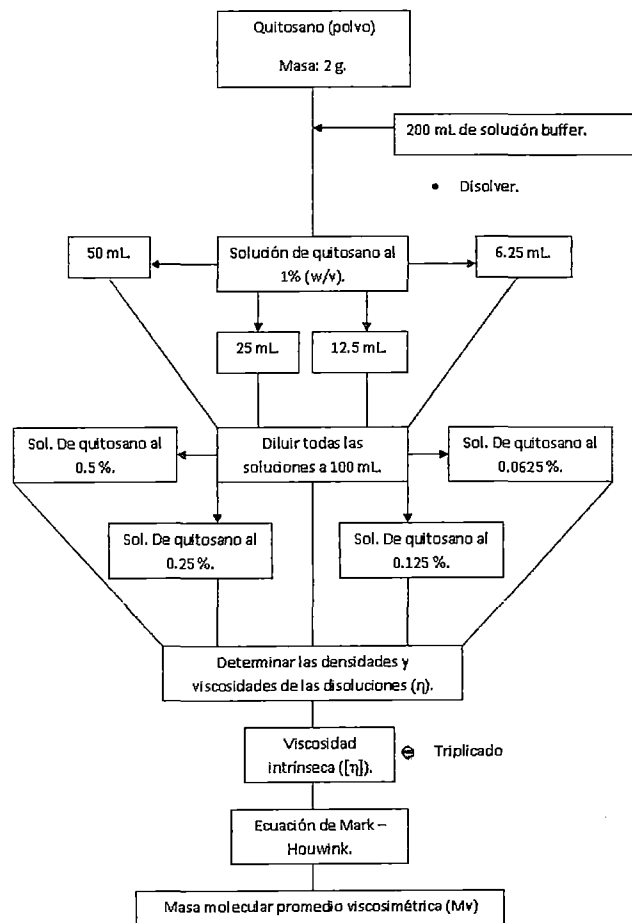 Quitosano (polvo)
Masa: 2 g.
200 mL de solución buffer.
• Disolver.
50 mL.
Solución de quitosano al
1% (w/v).
6.25 mL.
25 mL.
12.5 mL.
Sol. De quitosano al
0.5 %.
Diluir todas las
soluciones a 100 mL.
Sol. De quitosano al
0.0625 %.
Sol. De quitosano al
0.25 %.
Sol. De quitosano al
0.125 %.
Determinar las densidades y
viscosidades de las disoluciones (η).
Viscosidad
intrínseca ([η]).
Triplicado
Ecuación de Mark –
Houwink.
Masa molecular promedio viscosimétrica (Mv)